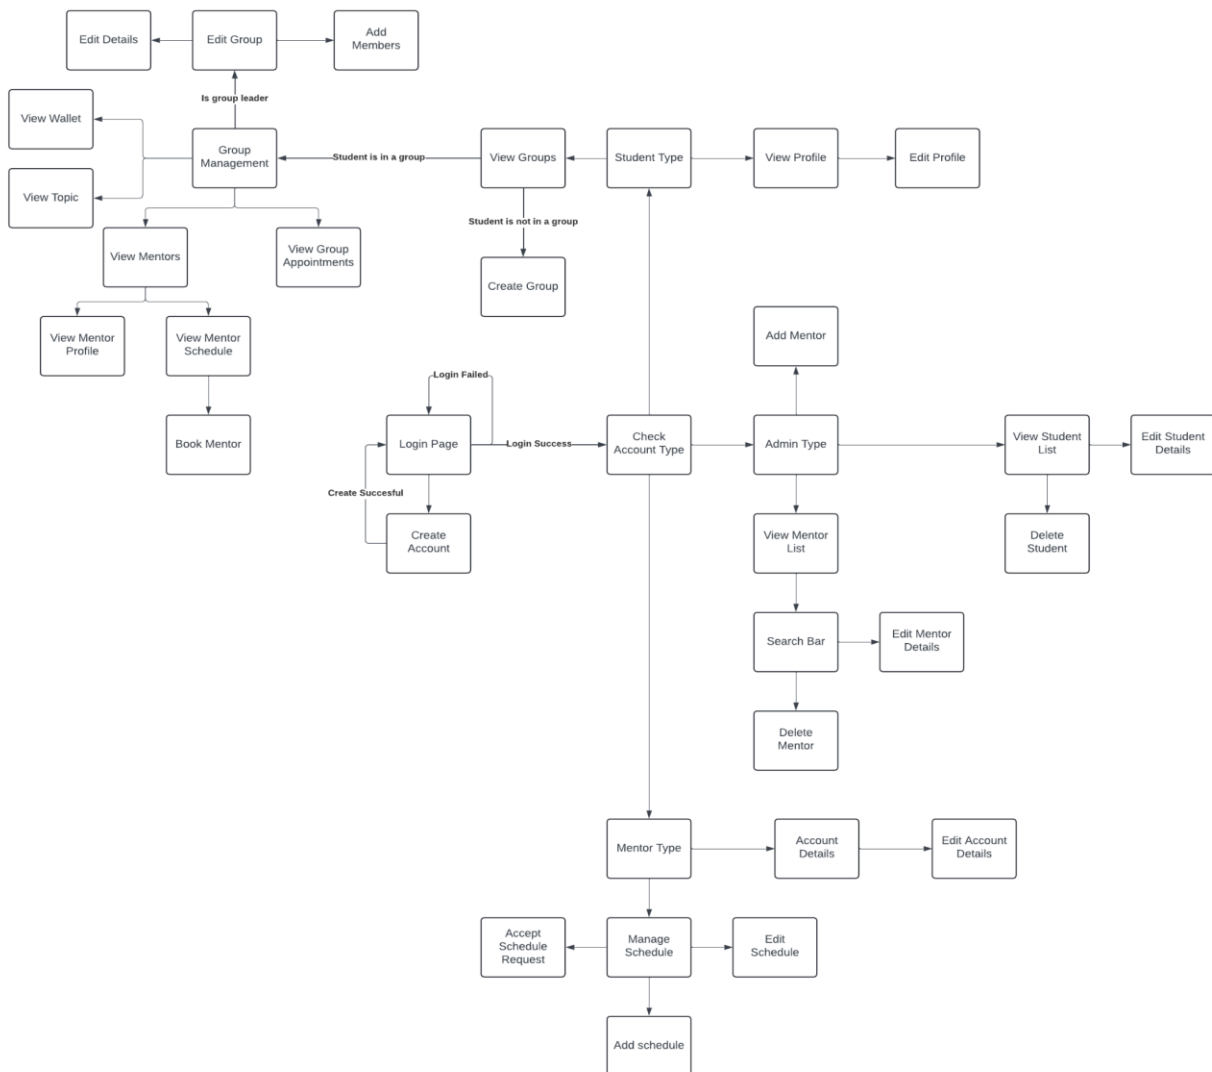 Edit Details
Edit Group
Add
Members
Is group leader
View Wallet
Group
Management
Student is in a group
View Groups
Student Type
View Profile
Edit Profile
View Topic
Student is not in a group
View Mentors
View Group
Appointments
Create Group
View Mentor
Profile
View Mentor
Schedule
Add Mentor
Login Failed
Book Mentor
Login Page
Login Success
Check
Account Type
Admin Type
View Student
List
Edit Student
Details
Create Succesful
Create
Account
View Mentor
List
Delete
Student
Search Bar
Edit Mentor
Details
Delete
Mentor
Mentor Type
Account
Details
Edit Account
Details
Accept
Schedule
Request
Manage
Schedule
Edit
Schedule
Add schedule